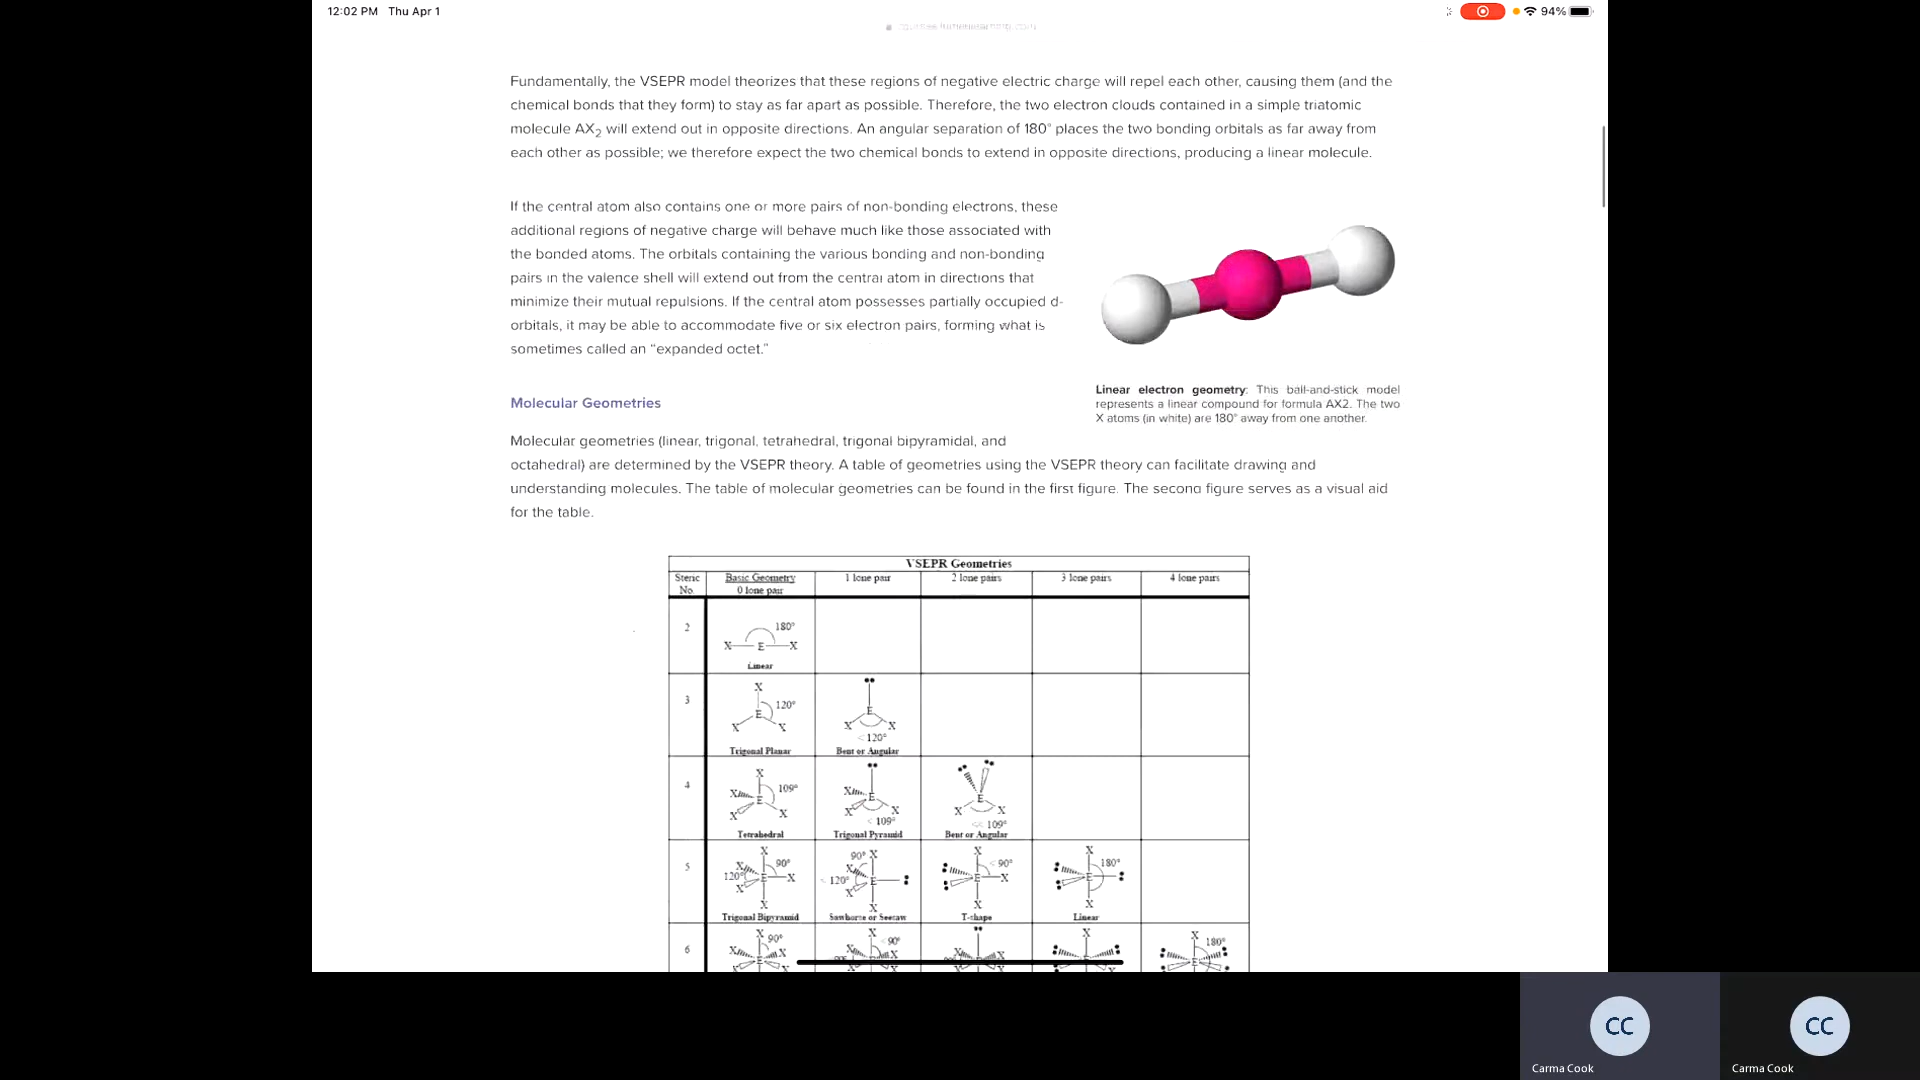 12:02 PM Thu Apr 1
94%
Fundamentally, the VSEPR model theorizes that these regions of negative electric charge will repel each other, causing them (and the
chemical bonds that they form) to stay as far apart as possible. Therefore, the two electron clouds contained in a simple triatomic
molecule AX2 will extend out in opposite directions. An angular separation of 180° places the two bonding orbitals as far away from
each other as possible; we therefore expect the two chemical bonds to extend in opposite directions, producing a linear molecule.
If the central atom also contains one or more pairs of non-bonding electrons, these
additional regions of negative charge will behave much like those associated with
the bonded atoms. The orbitals containing the various bonding and non-bonding
pairs in the valence shell will extend out from the central atom in directions that
minimize their mutual repulsions. If the central atom possesses partially occupied d-
orbitals, it may be able to accommodate five or six electron pairs, forming what is
sometimes called an “expanded octet.”
Linear electron geometry: This ball-and-stick model
represents a linear compound for formula AX2. The two
X atoms (in white) are 180° away from one another.
Molecular Geometries
Molecular geometries (linear, trigonal, tetrahedral, trigonal bipyramidal, and
octahedral) are determined by the VSEPR theory. A table of geometries using the VSEPR theory can facilitate drawing and
understanding molecules. The table of molecular geometries can be found in the first figure. The second figure serves as a visual aid
for the table.
VSEPR Geometries
Steric No. Basic Geometry 0 lone pair 1 lone pair 2 lone pairs 3 lone pairs 4 lone pairs
2
X E X 180°
Linear
3
X E X X 120°
E X X <120°
Trigonal Planar Bent or Angular
4
X X E X X 109°
X E X X <109°
E X X <<109°
Tetrahedral Trigonal Pyramid Bent or Angular
5
X X E X X X 90° 120°
90° X X E X X <120°
X E X X <90°
X E X 180°
Trigonal Bipyramid Sawhorse or Seesaw T-shape Linear
6
X X E X X X 90°
X X X X <90°
X X X
X X
X E 180°
CC CC
Carma Cook Carma Cook